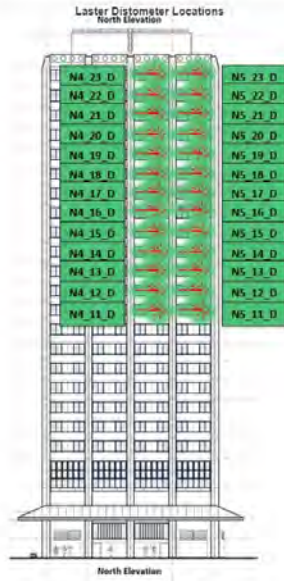 Laster Distometer Locations
North Elevation
N4_23_D N5_23_D
N4_22_D N5_22_D
N4_21_D N5_21_D
N4_20_D N5_20_D
N4_19_D N5_19_D
N4_18_D N5_18_D
N4_17_D N5_17_D
N4_16_D N5_16_D
N4_15_D N5_15_D
N4_14_D N5_14_D
N4_13_D N5_13_D
N4_12_D N5_12_D
N4_11_D N5_11_D
North Elevation